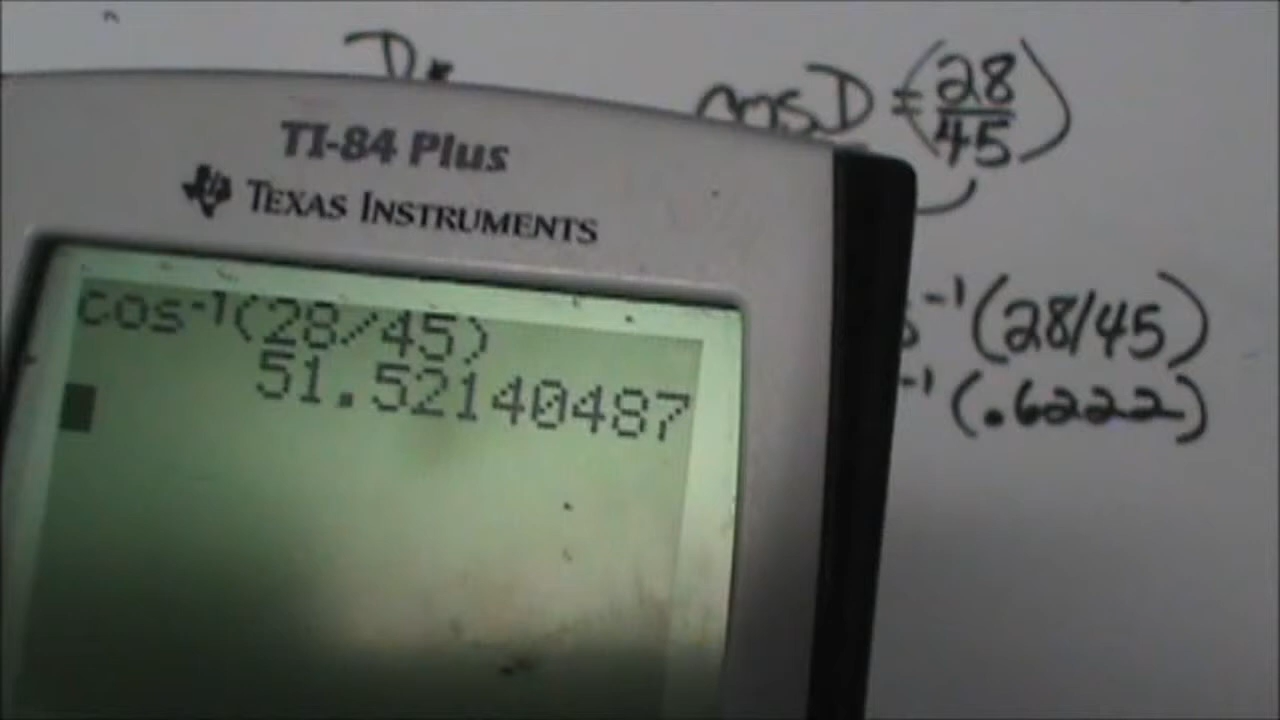 D
cos D = (28/45)
TI-84 Plus
TEXAS INSTRUMENTS
cos⁻¹(28/45)
51.52140487
s⁻¹(28/45)
⁻¹(.6222)